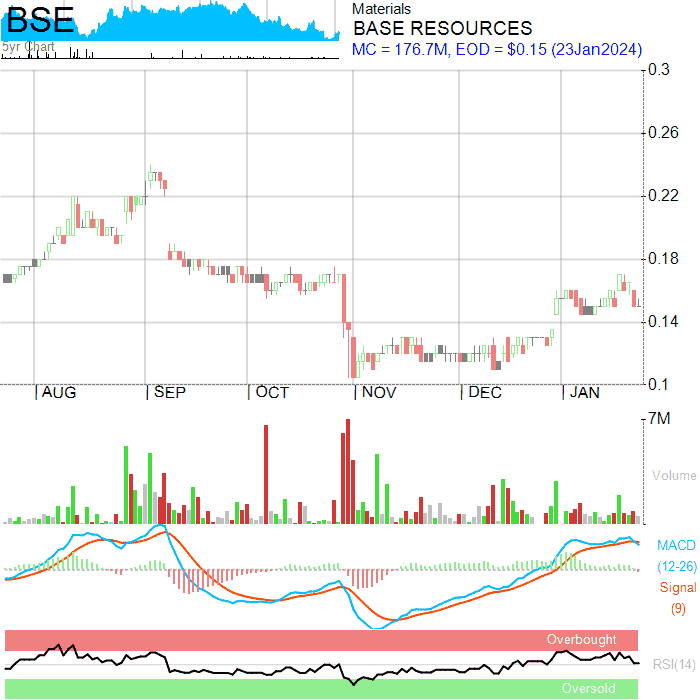 BSE
5yr Chart
Materials
BASE RESOURCES
MC = 176.7M, EOD = $0.15 (23Jan2024)
0.3
0.26
0.22
0.18
0.14
0.1
AUG SEP OCT NOV DEC JAN
7M
Volume
MACD
(12-26)
Signal
(9)
Overbought
RSI(14)
Oversold